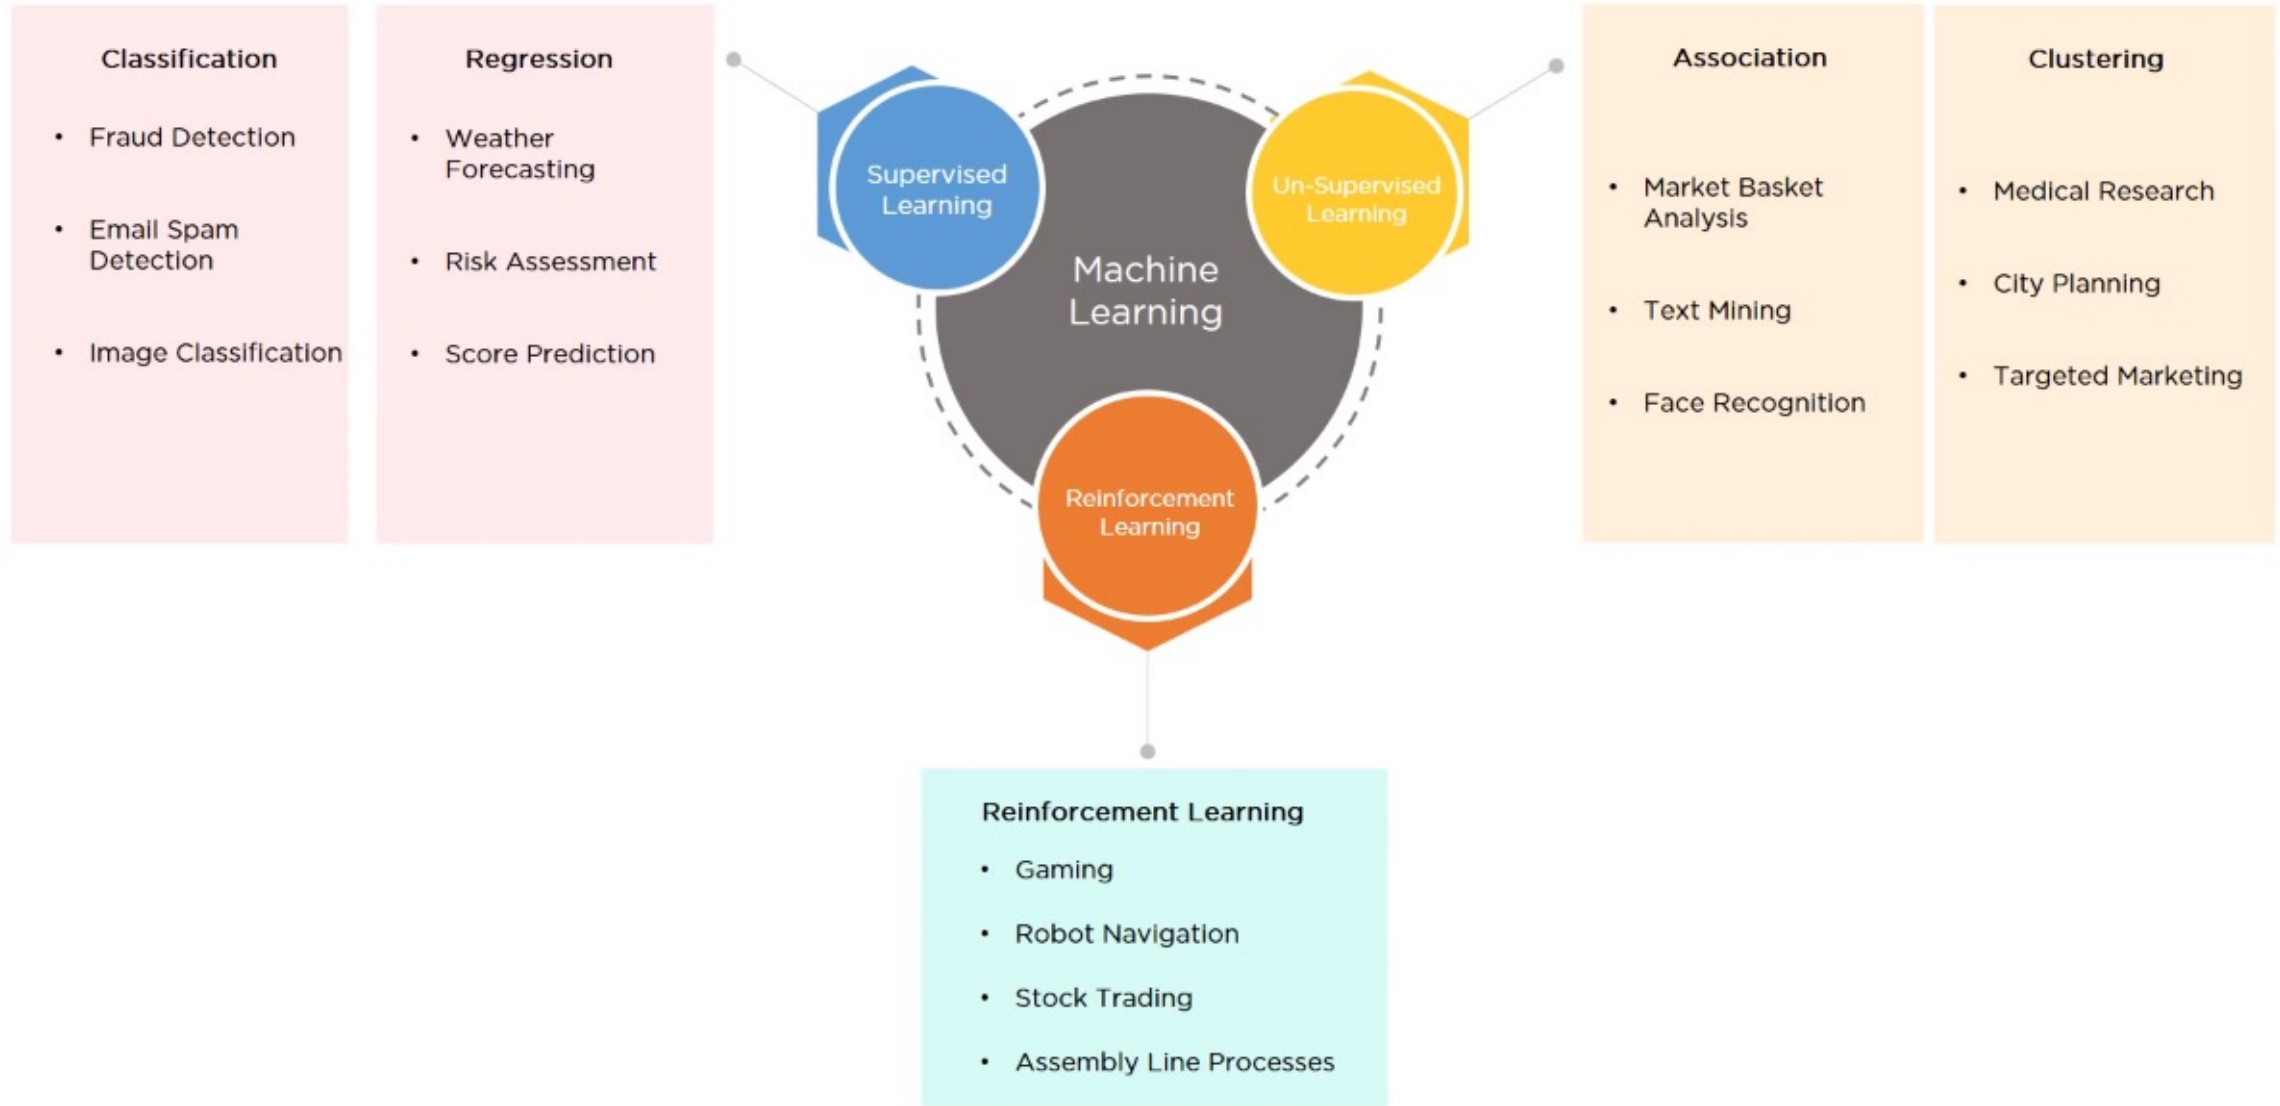 Classification
• Fraud Detection
• Email Spam
Detection
• Image Classification
Regression
• Weather
Forecasting
• Risk Assessment
• Score Prediction
Supervised
Learning
Machine
Learning
Un-Supervised
Learning
Reinforcement
Learning
Association
• Market Basket
Analysis
• Text Mining
• Face Recognition
Clustering
• Medical Research
• City Planning
• Targeted Marketing
Reinforcement Learning
• Gaming
• Robot Navigation
• Stock Trading
• Assembly Line Processes